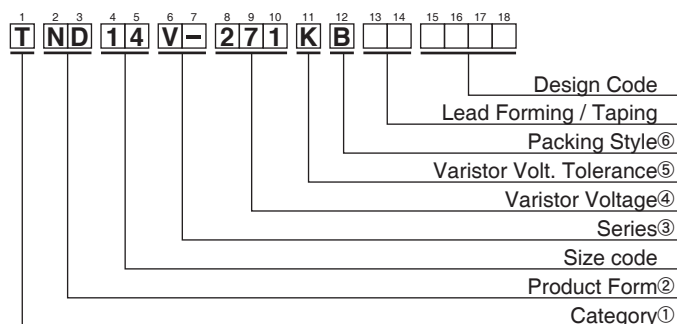 1 2 3 4 5 6 7 8 9 10 11 12 13 14 15 16 17 18
T N D 1 4 V - 2 7 1 K B
Design Code
Lead Forming / Taping
Packing Style⑥
Varistor Volt. Tolerance⑤
Varistor Voltage④
Series③
Size code
Product Form②
Category①